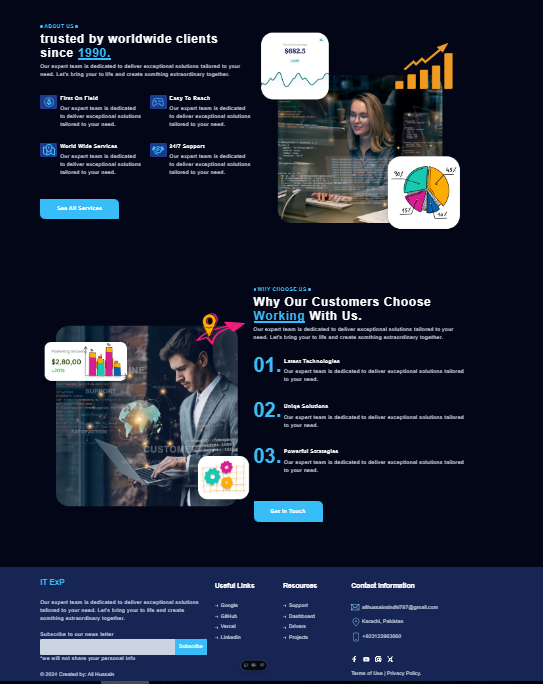 ABOUT US
trusted by worldwide clients
since 1990.
Our expert team is dedicated to deliver exceptional solutions tailored to your
need. Let's bring your to life and create somthing extraordinary together.
First On Field
Our expert team is dedicated
to deliver exceptional solutions
tailored to your need.
Easy To Reach
Our expert team is dedicated
to deliver exceptional solutions
tailored to your need.
World Wide Services
Our expert team is dedicated
to deliver exceptional solutions
tailored to your need.
24/7 Support
Our expert team is dedicated
to deliver exceptional solutions
tailored to your need.
See All Services
$682.5
WHY CHOOSE US
Why Our Customers Choose
Working With Us.
Our expert team is dedicated to deliver exceptional solutions tailored to your
need. Let's bring your to life and create somthing extraordinary together.
$2,80,00
+20%
SUPPORT
SATISFACTION
CUSTOMER
01.
Latest Technologies
Our expert team is dedicated to deliver exceptional solutions tailored
to your need.
02.
Uniqe Solutions
Our expert team is dedicated to deliver exceptional solutions tailored
to your need.
03.
Powerful Strategies
Our expert team is dedicated to deliver exceptional solutions tailored
to your need.
Get In Touch
IT ExP
Our expert team is dedicated to deliver exceptional solutions
tailored to your need. Let's bring your to life and create
somthing extraordinary together.
Subscribe to our news letter
Subscribe
*we will not share your personal info
© 2024 Created by: Ali Hussain
Useful Links
→ Google
→ GitHub
→ Vercel
→ Linkedin
Resources
→ Support
→ Dashboard
→ Drivers
→ Projects
Contact Information
alihussainsindhi767@gmail.com
Karachi, Pakistan
+923123963860
Terms of Use | Privacy Policy.